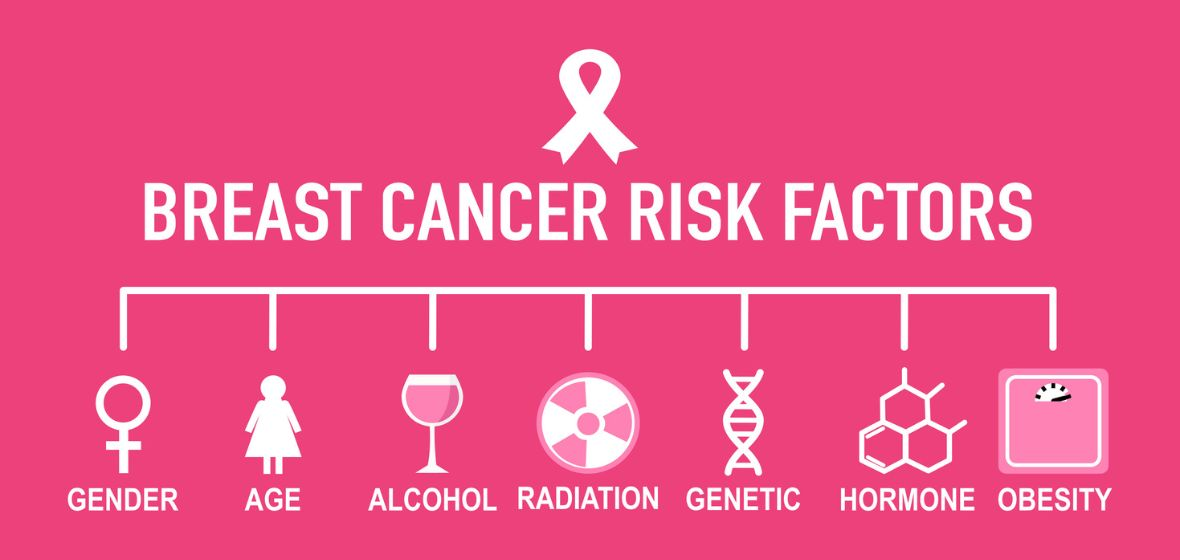 BREAST CANCER RISK FACTORS
GENDER
AGE
ALCOHOL
RADIATION
GENETIC
HORMONE
OBESITY